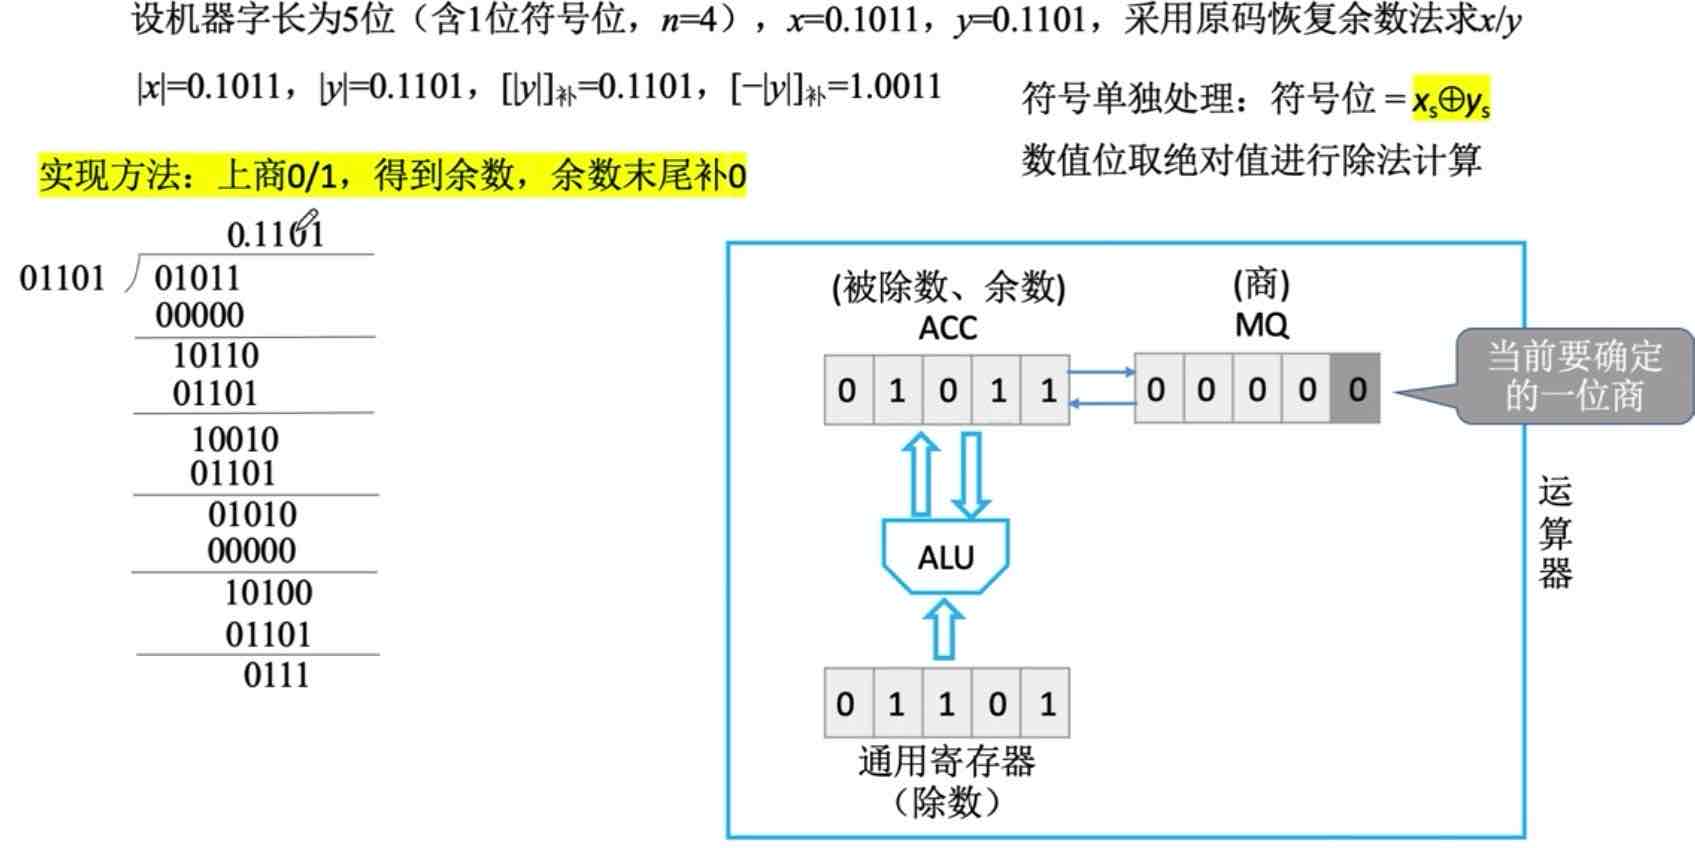 设机器字长为5位（含1位符号位，n=4），x=0.1011，y=0.1101，采用原码恢复余数法求x/y
|x|=0.1011，|y|=0.1101，[|y|]补=0.1101，[−|y|]补=1.0011
符号单独处理：符号位 = xs⊕ys
数值位取绝对值进行除法计算
实现方法：上商0/1，得到余数，余数末尾补0
0.1101
01101
01011
00000
10110
01101
10010
01101
01010
00000
10100
01101
0111
(被除数、余数)
ACC
0 1 0 1 1
(商)
MQ
0 0 0 0 0
当前要确定
的一位商
ALU
0 1 1 0 1
通用寄存器
（除数）
运
算
器